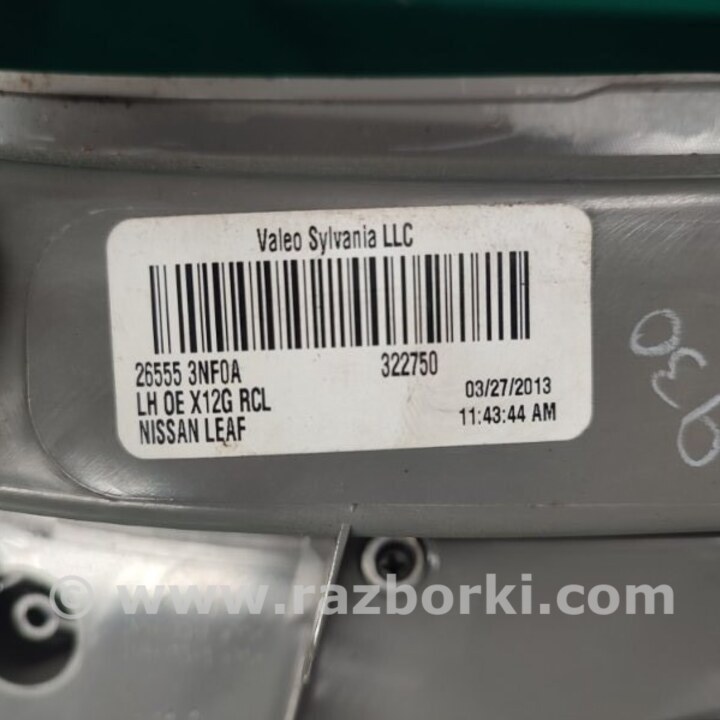 Valeo Sylvania LLC
26555 3NF0A 322750
LH OE X12G RCL 03/27/2013
NISSAN LEAF 11:43:44 AM
930
© www.razborki.com